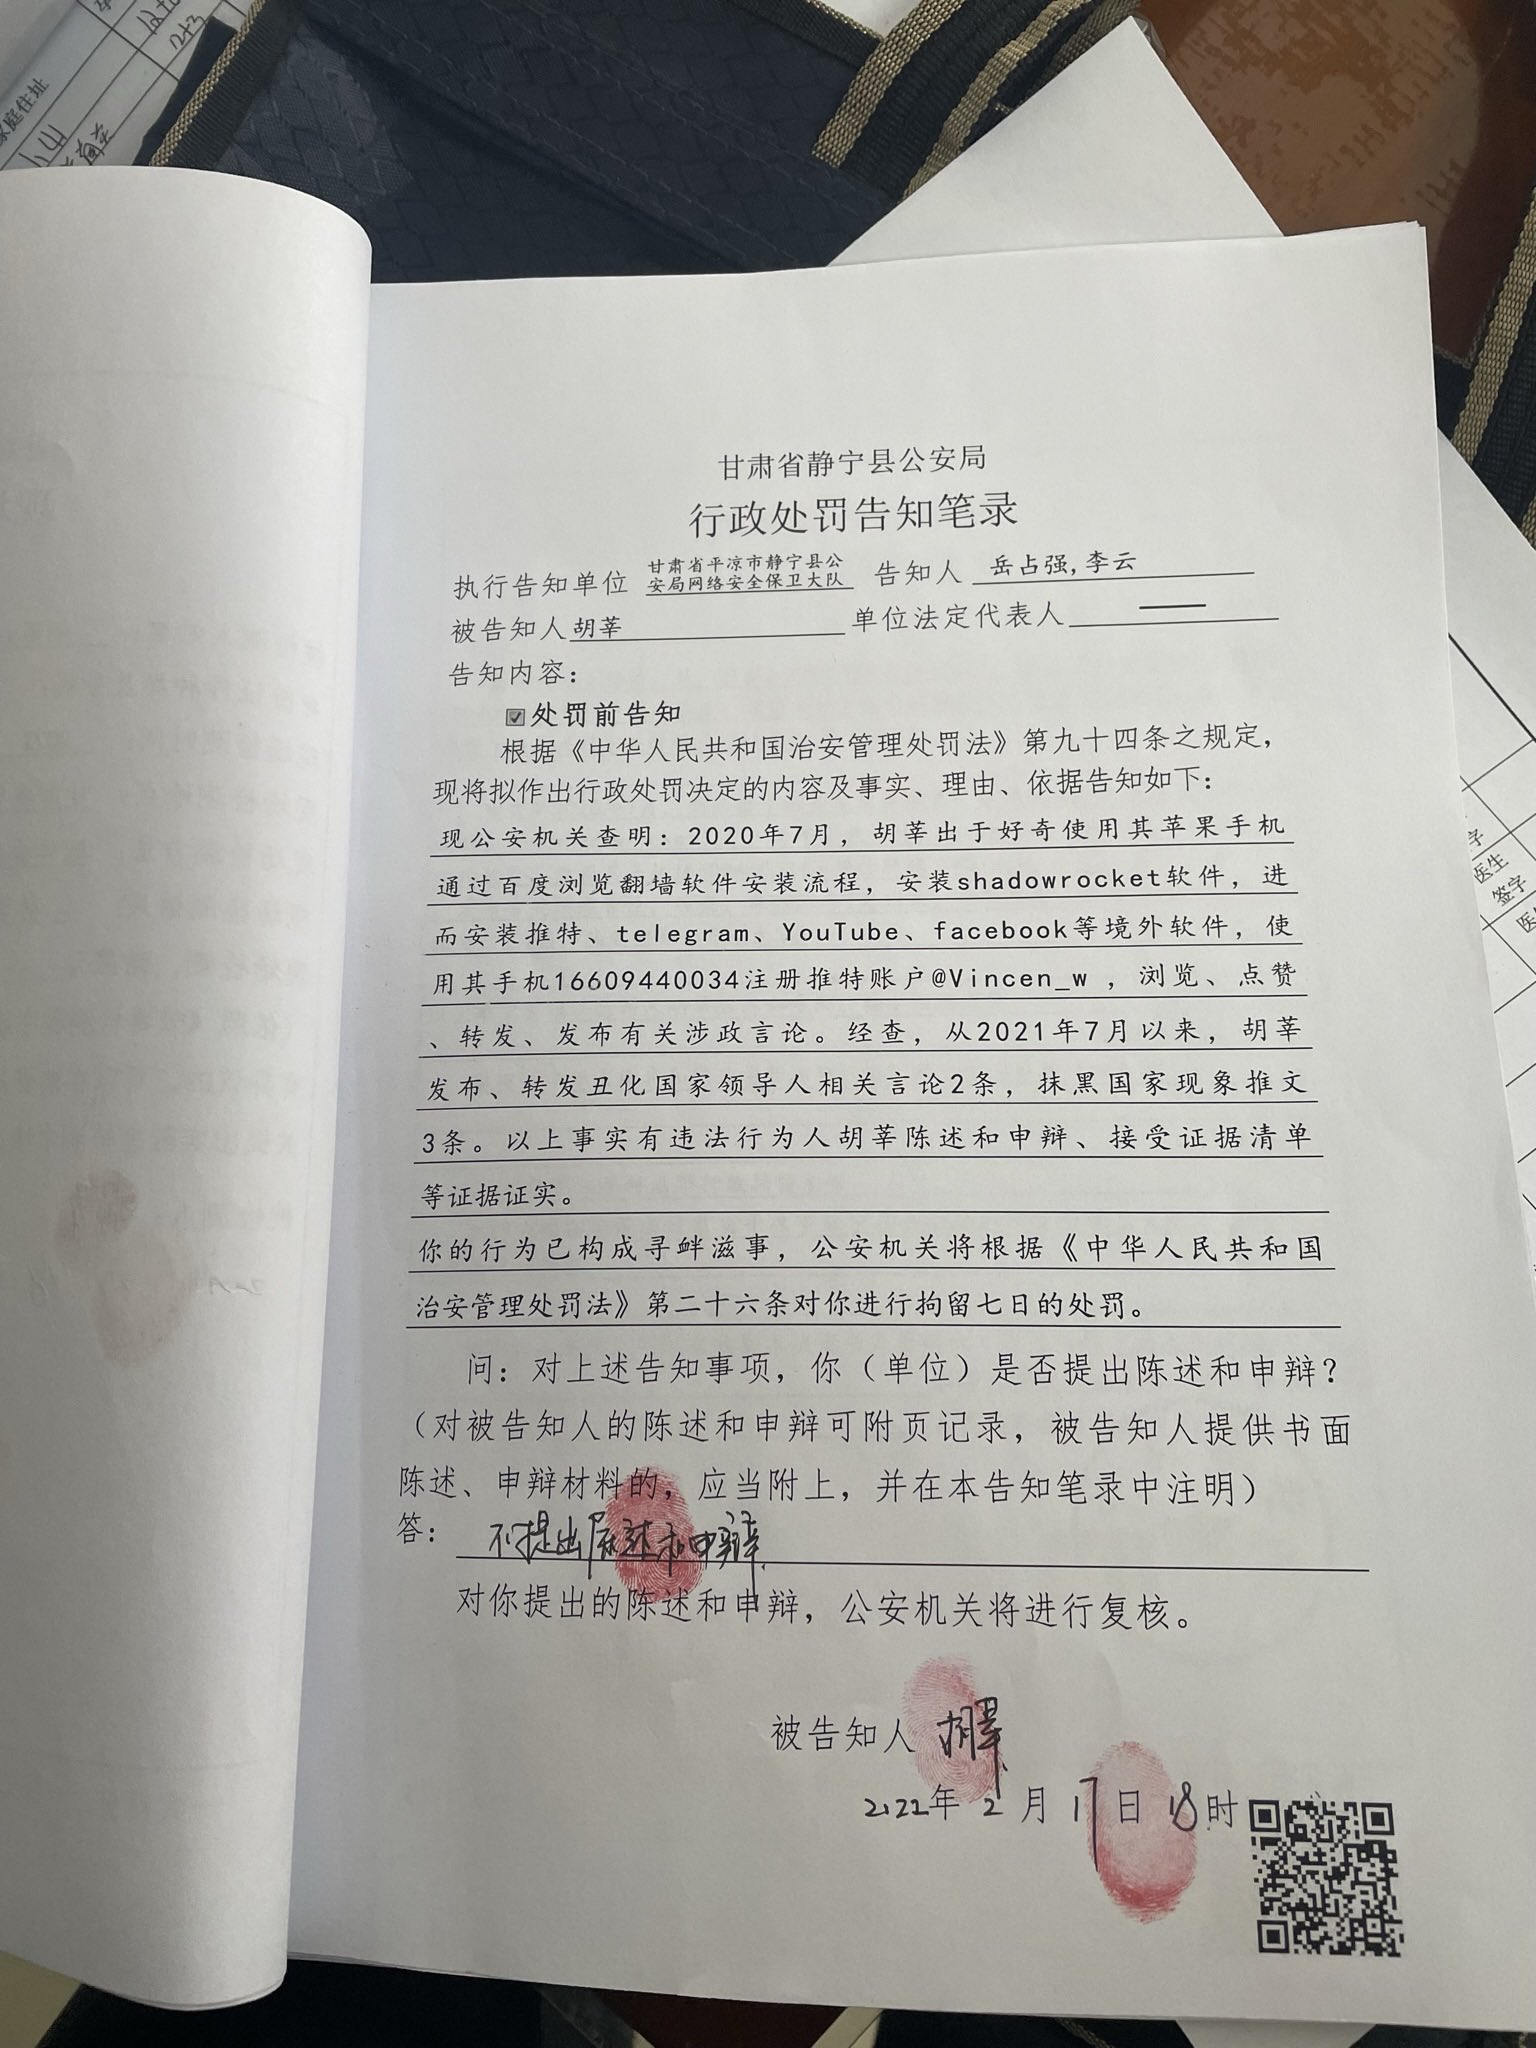 家庭住址
甘肃省静宁县公安局
行政处罚告知笔录
执行告知单位 甘肃省平凉市静宁县公安局网络安全保卫大队 告知人 岳占强,李云
被告知人胡莘 单位法定代表人 —
告知内容：
☑处罚前告知
根据《中华人民共和国治安管理处罚法》第九十四条之规定，
现将拟作出行政处罚决定的内容及事实、理由、依据告知如下：
现公安机关查明：2020年7月，胡莘出于好奇使用其苹果手机
通过百度浏览翻墙软件安装流程，安装shadowrocket软件，进
而安装推特、telegram、YouTube、facebook等境外软件，使
用其手机16609440034注册推特账户@Vincen_w ，浏览、点赞
、转发、发布有关涉政言论。经查，从2021年7月以来，胡莘
发布、转发丑化国家领导人相关言论2条，抹黑国家现象推文
3条。以上事实有违法行为人胡莘陈述和申辩、接受证据清单
等证据证实。
你的行为已构成寻衅滋事，公安机关将根据《中华人民共和国
治安管理处罚法》第二十六条对你进行拘留七日的处罚。
问：对上述告知事项，你（单位）是否提出陈述和申辩？
（对被告知人的陈述和申辩可附页记录，被告知人提供书面
陈述、申辩材料的，应当附上，并在本告知笔录中注明）
答：不提出陈述和申辩.
对你提出的陈述和申辩，公安机关将进行复核。
被告知人 胡莘
2022年 2 月 17 日 18时
医生
签字